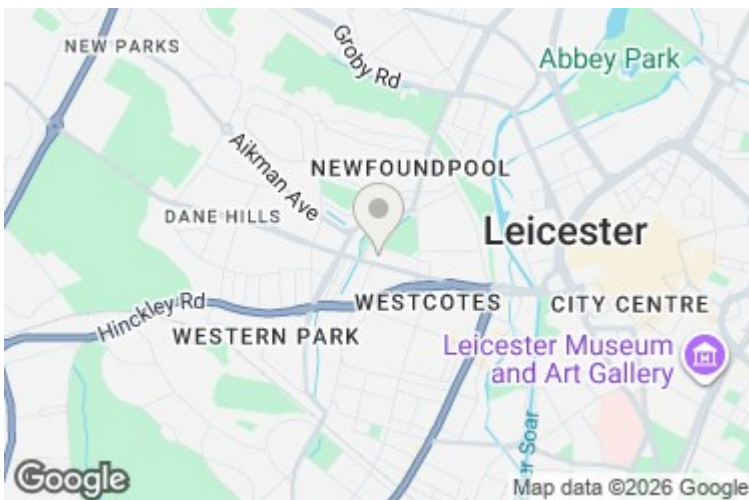 NEW PARKS
Groby Rd
Abbey Park
Aikman Ave
NEWFOUNDPOOL
DANE HILLS
Leicester
Hinckley Rd
WESTCOTES
CITY CENTRE
WESTERN PARK
Leicester Museum
and Art Gallery
er Soar
Google
Map data ©2026 Google